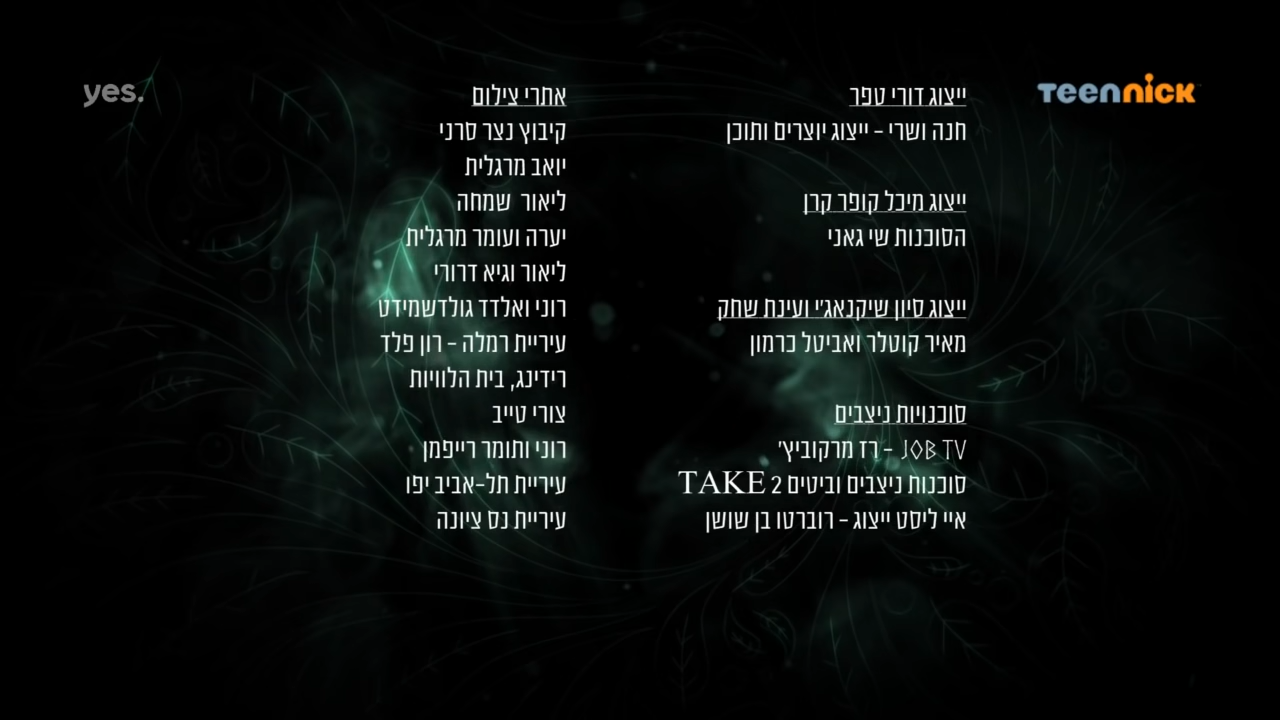 yes.
TEENNICK
ייצוג דורי טפר
חנה ושרי - ייצוג יוצרים ותוכן
ייצוג מיכל קופר קרן
הסוכנות שי גאני
ייצוג סיון שיקנאג'י ועינת שחק
מאיר קוטלר ואביטל כרמון
סוכנויות ניצבים
JOB TV - רז מרקוביץ'
סוכנות ניצבים וביטים TAKE 2
איי ליסט ייצוג - רוברטו בן שושן
אתרי צילום
קיבוץ נצר סרני
יואב מרגלית
ליאור שמחה
יערה ועומר מרגלית
ליאור וגיא דרורי
רוני ואלדד גולדשמידט
עיריית רמלה - רון פלד
רידינג, בית הלוויות
צורי טייב
רוני ותומר רייפמן
עיריית תל-אביב יפו
עיריית נס ציונה